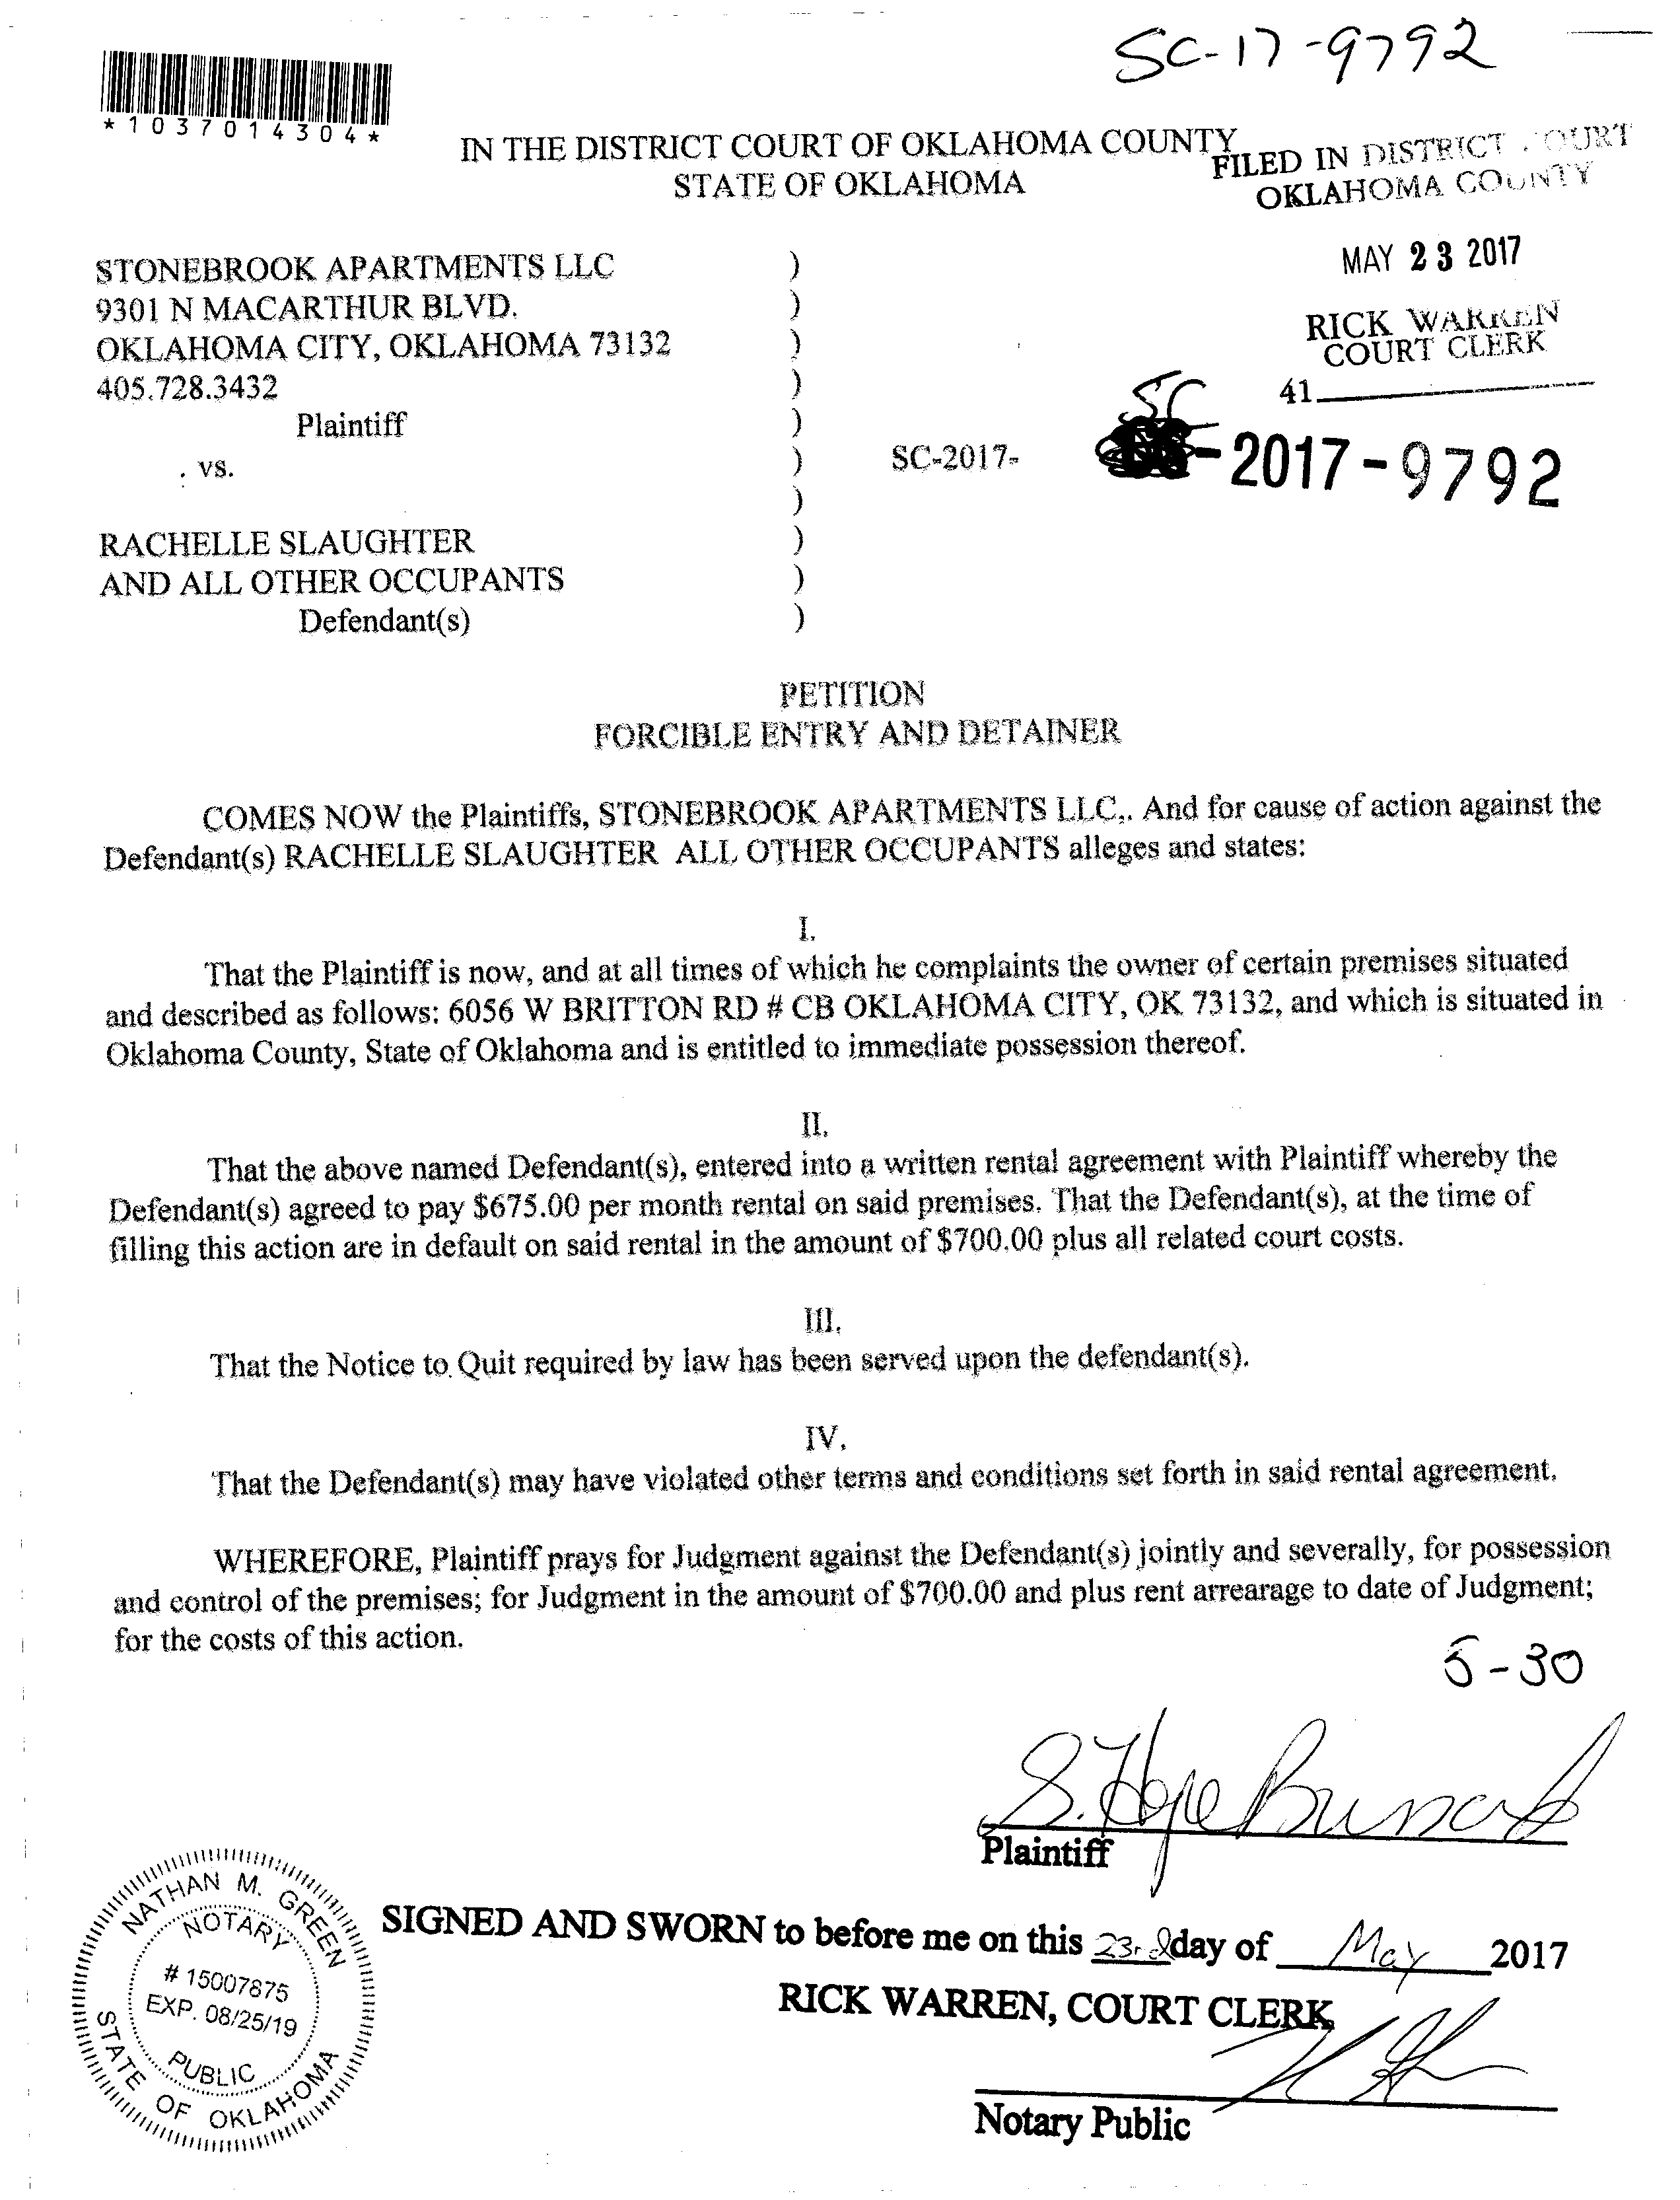 SC-17-9792
*1037014304*
IN THE DISTRICT COURT OF OKLAHOMA COUNTY
STATE OF OKLAHOMA
FILED IN DISTRICT COURT
OKLAHOMA COUNTY
MAY 23 2017
RICK WARREN
COURT CLERK
41
STONEBROOK APARTMENTS LLC )
9301 N MACARTHUR BLVD. )
OKLAHOMA CITY, OKLAHOMA 73132 )
405.728.3432 )
Plaintiff )
. vs. ) SC-2017- SC-2017-9792
)
RACHELLE SLAUGHTER )
AND ALL OTHER OCCUPANTS )
Defendant(s) )
PETITION
FORCIBLE ENTRY AND DETAINER
COMES NOW the Plaintiffs, STONEBROOK APARTMENTS LLC,. And for cause of action against the
Defendant(s) RACHELLE SLAUGHTER ALL OTHER OCCUPANTS alleges and states:
I.
That the Plaintiff is now, and at all times of which he complaints the owner of certain premises situated
and described as follows: 6056 W BRITTON RD # CB OKLAHOMA CITY, OK 73132, and which is situated in
Oklahoma County, State of Oklahoma and is entitled to immediate possession thereof.
II.
That the above named Defendant(s), entered into a written rental agreement with Plaintiff whereby the
Defendant(s) agreed to pay $675.00 per month rental on said premises. That the Defendant(s), at the time of
filling this action are in default on said rental in the amount of $700.00 plus all related court costs.
III.
That the Notice to Quit required by law has been served upon the defendant(s).
IV.
That the Defendant(s) may have violated other terms and conditions set forth in said rental agreement.
WHEREFORE, Plaintiff prays for Judgment against the Defendant(s) jointly and severally, for possession
and control of the premises; for Judgment in the amount of $700.00 and plus rent arrearage to date of Judgment;
for the costs of this action.
5-30
S. Hope
Plaintiff
SIGNED AND SWORN to before me on this 23rd day of May 2017
RICK WARREN, COURT CLERK
Notary Public
NATHAN M. GREEN
NOTARY
# 15007875
EXP. 08/25/19
PUBLIC
STATE OF OKLAHOMA